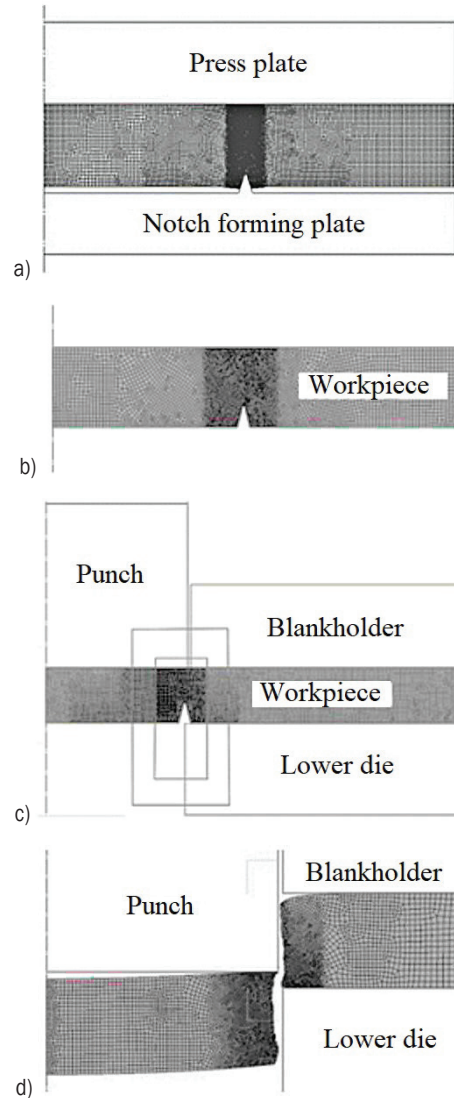 Press plate
Notch forming plate
a)
Workpiece
b)
Punch
Blankholder
Workpiece
Lower die
c)
Blankholder
Punch
Lower die
d)